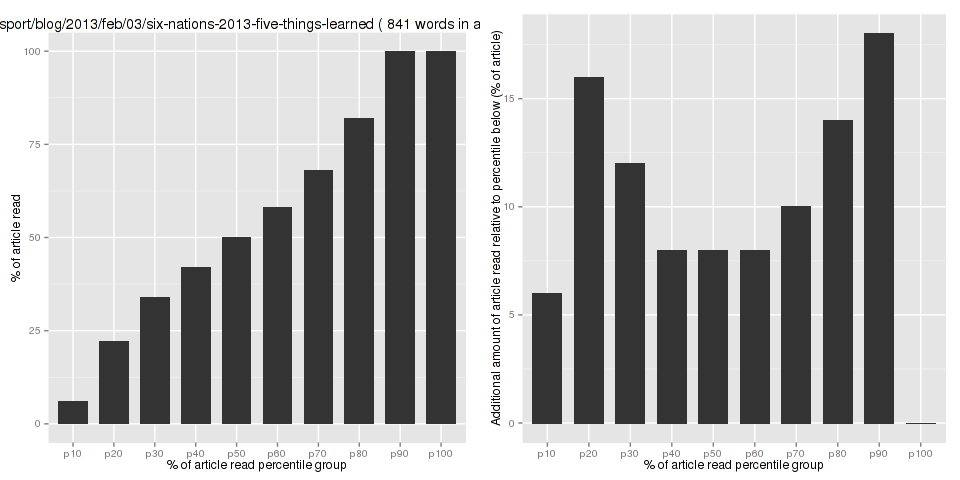 sport/blog/2013/feb/03/six-nations-2013-five-things-learned ( 841 words in a
% of article read
100
75
50
25
0
p10 p20 p30 p40 p50 p60 p70 p80 p90 p100
% of article read percentile group
Additional amount of article read relative to percentile below (% of article)
15
10
5
0
p10 p20 p30 p40 p50 p60 p70 p80 p90 p100
% of article read percentile group